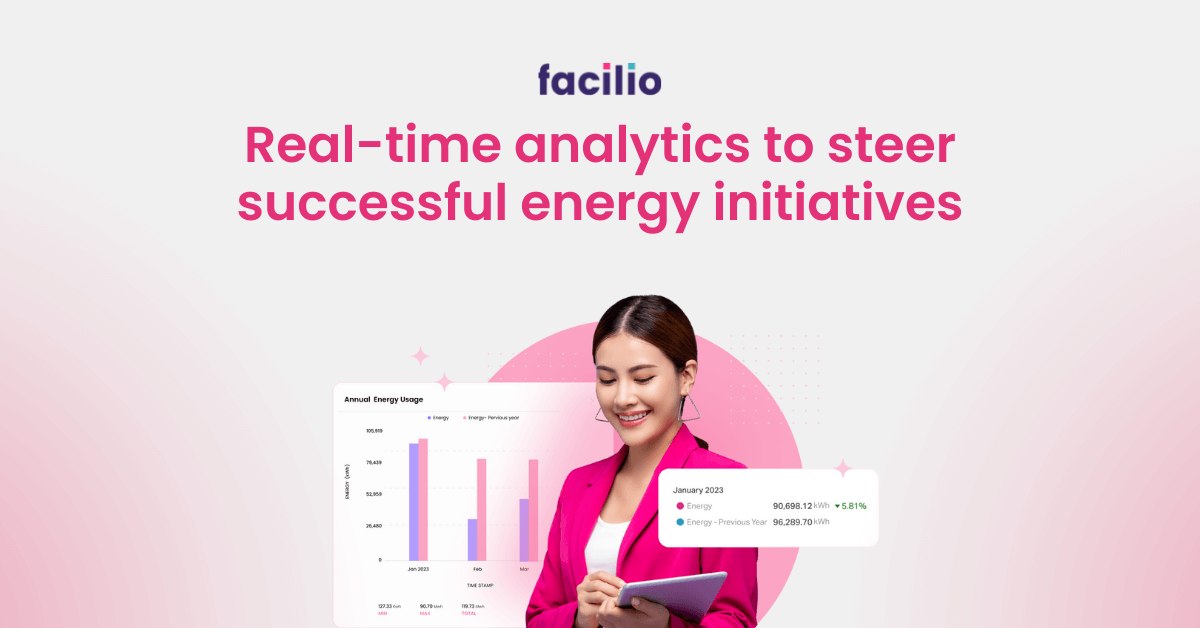 facilio
Real-time analytics to steer
successful energy initiatives
Annual Energy Usage
Energy
Energy- Pervious year
105,919
79,439
52,959
26,480
0
ENERGY (kWh)
Jan 2023
Feb
Mar
TIME STAMP
127.33 kWh
90.70 MWh
119.73 MWh
MIN
MAX
TOTAL
January 2023
Energy 90,698.12 kWh ▼ 5.81%
Energy - Previous Year 96,289.70 kWh